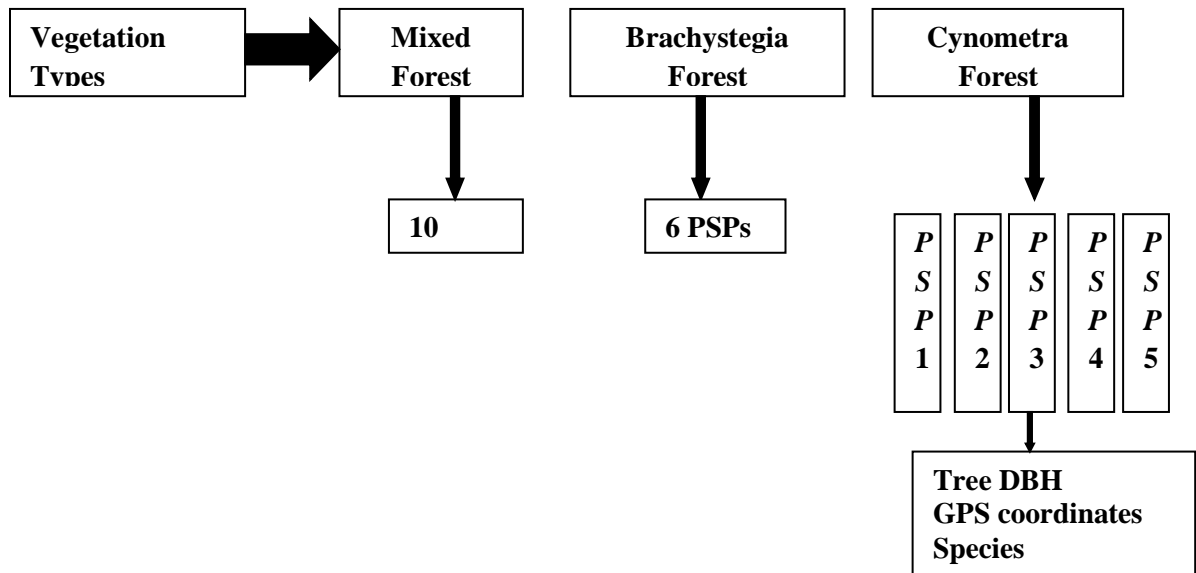 Vegetation
Types
Mixed
Forest
Brachystegia
Forest
Cynometra
Forest
10
6 PSPs
P
S
P
1
P
S
P
2
P
S
P
3
P
S
P
4
P
S
P
5
Tree DBH
GPS coordinates
Species